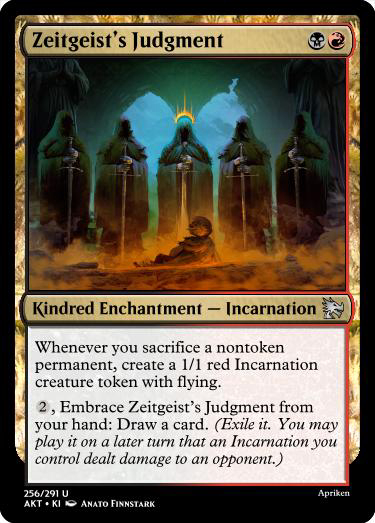 Zeitgeist's Judgment
Kindred Enchantment — Incarnation
Whenever you sacrifice a nontoken
permanent, create a 1/1 red Incarnation
creature token with flying.
2, Embrace Zeitgeist's Judgment from
your hand: Draw a card. (Exile it. You may
play it on a later turn that an Incarnation you
control dealt damage to an opponent.)
256/291 U
Apriken
AKT • KI Anato Finnstark